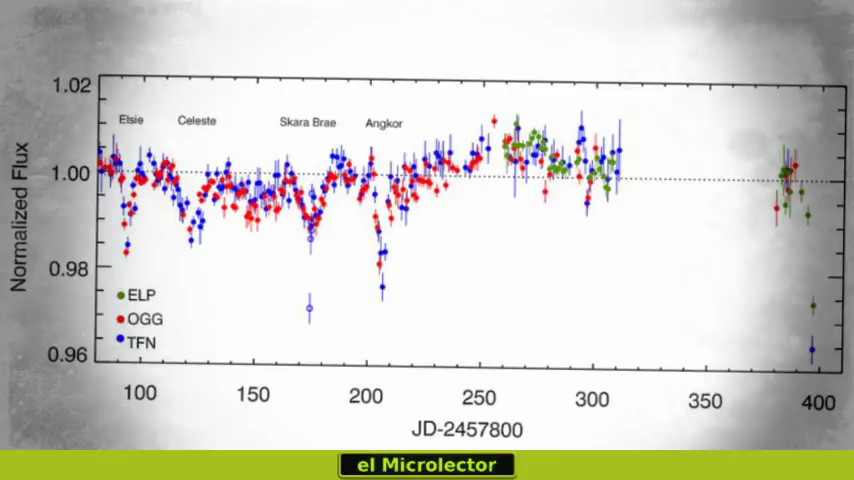 1.02
Elsie Celeste Skara Brae Angkor
1.00
Normalized Flux
0.98
ELP
OGG
TFN
0.96
100 150 200 250 300 350 400
JD-2457800
el Microlector